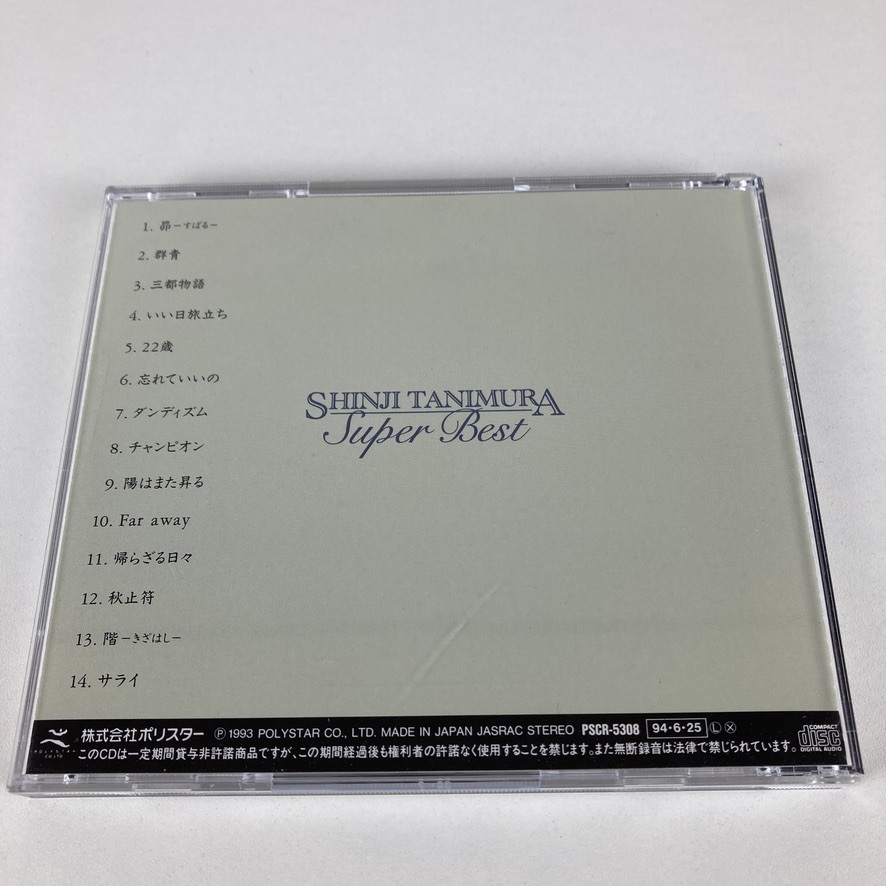 1. 昴－すばる－
2. 群青
3. 三都物語
4. いい日旅立ち
5. 22歳
6. 忘れていいの
7. ダンディズム
8. チャンピオン
9. 陽はまた昇る
10. Far away
11. 帰らざる日々
12. 秋止符
13. 階－きざはし－
14. サライ
SHINJI TANIMURA
Super Best
POLYSTAR
CO.LTD.
株式会社ポリスター Ⓟ1993 POLYSTAR CO., LTD. MADE IN JAPAN JASRAC STEREO PSCR-5308 94・6・25 Ⓛ Ⓧ
このCDは一定期間貸与非許諾商品ですが、この期間経過後も権利者の許諾なく使用することを禁じます。また無断録音は法律で禁じられています。
COMPACT
disc
DIGITAL AUDIO